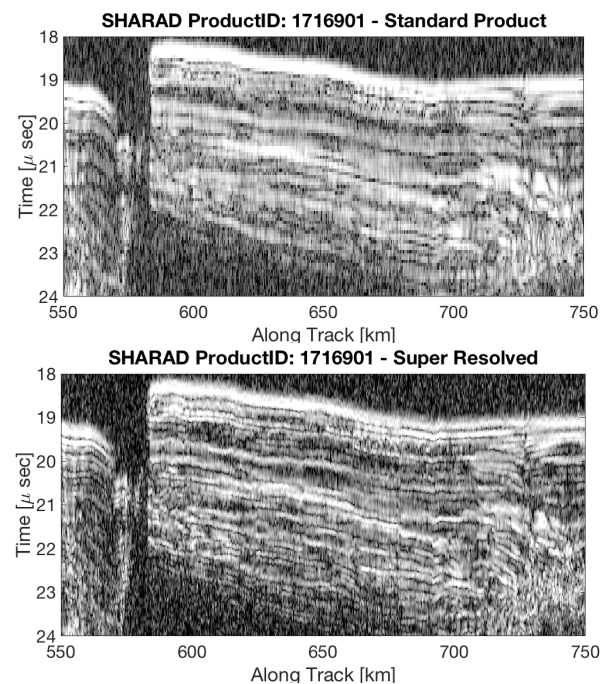 SHARAD ProductID: 1716901 - Standard Product
18
19
20
21
22
23
24
Time [μ sec]
550 600 650 700 750
Along Track [km]
SHARAD ProductID: 1716901 - Super Resolved
18
19
20
21
22
23
24
Time [μ sec]
550 600 650 700 750
Along Track [km]